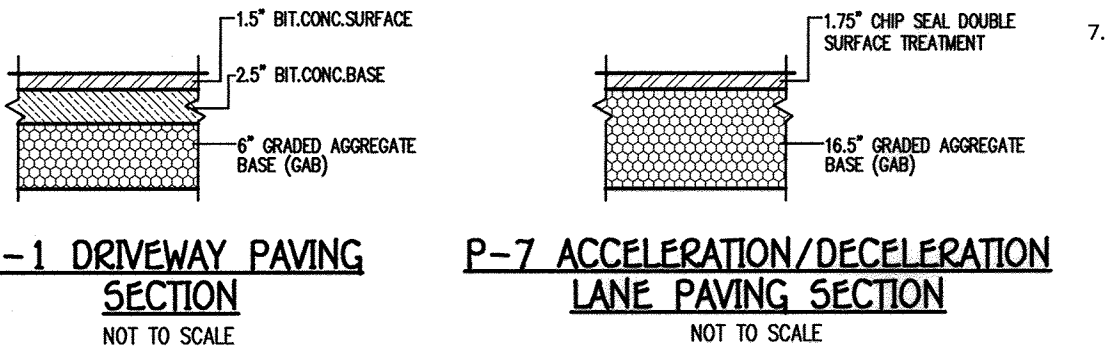 1.5" BIT.CONC.SURFACE
2.5" BIT.CONC.BASE
6" GRADED AGGREGATE
BASE (GAB)
-1 DRIVEWAY PAVING
SECTION
NOT TO SCALE
1.75" CHIP SEAL DOUBLE
SURFACE TREATMENT
16.5" GRADED AGGREGATE
BASE (GAB)
P-7 ACCELERATION/DECELERATION
LANE PAVING SECTION
NOT TO SCALE
7.